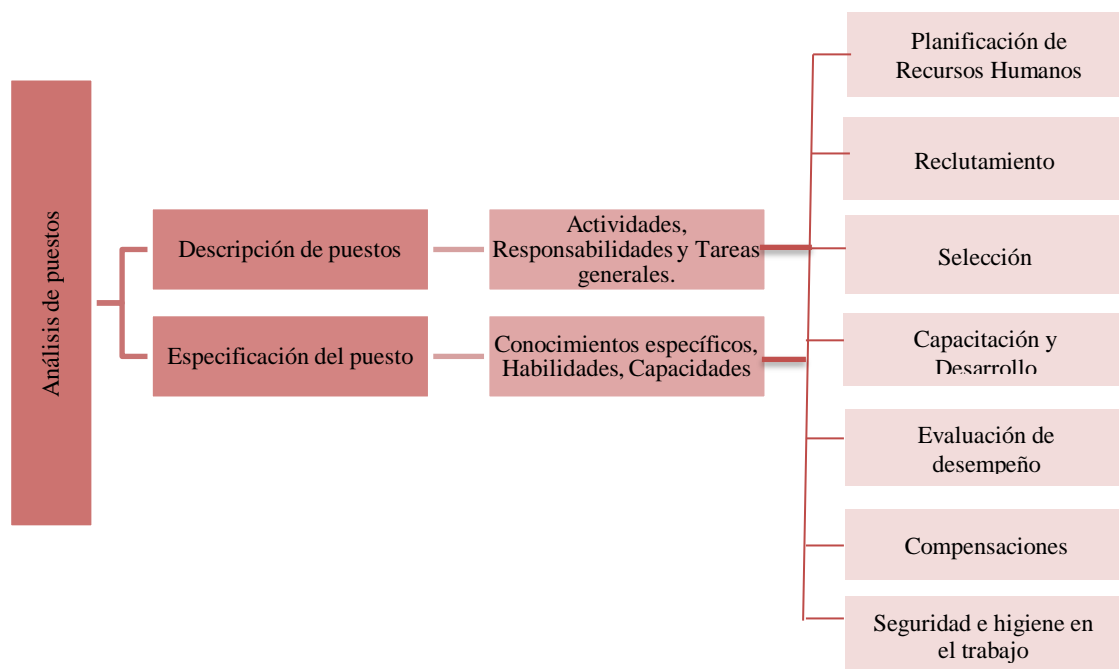 Análisis de puestos
Descripción de puestos
Especificación del puesto
Actividades,
Responsabilidades y Tareas
generales.
Conocimientos específicos,
Habilidades, Capacidades
Planificación de
Recursos Humanos
Reclutamiento
Selección
Capacitación y
Desarrollo
Evaluación de
desempeño
Compensaciones
Seguridad e higiene en
el trabajo